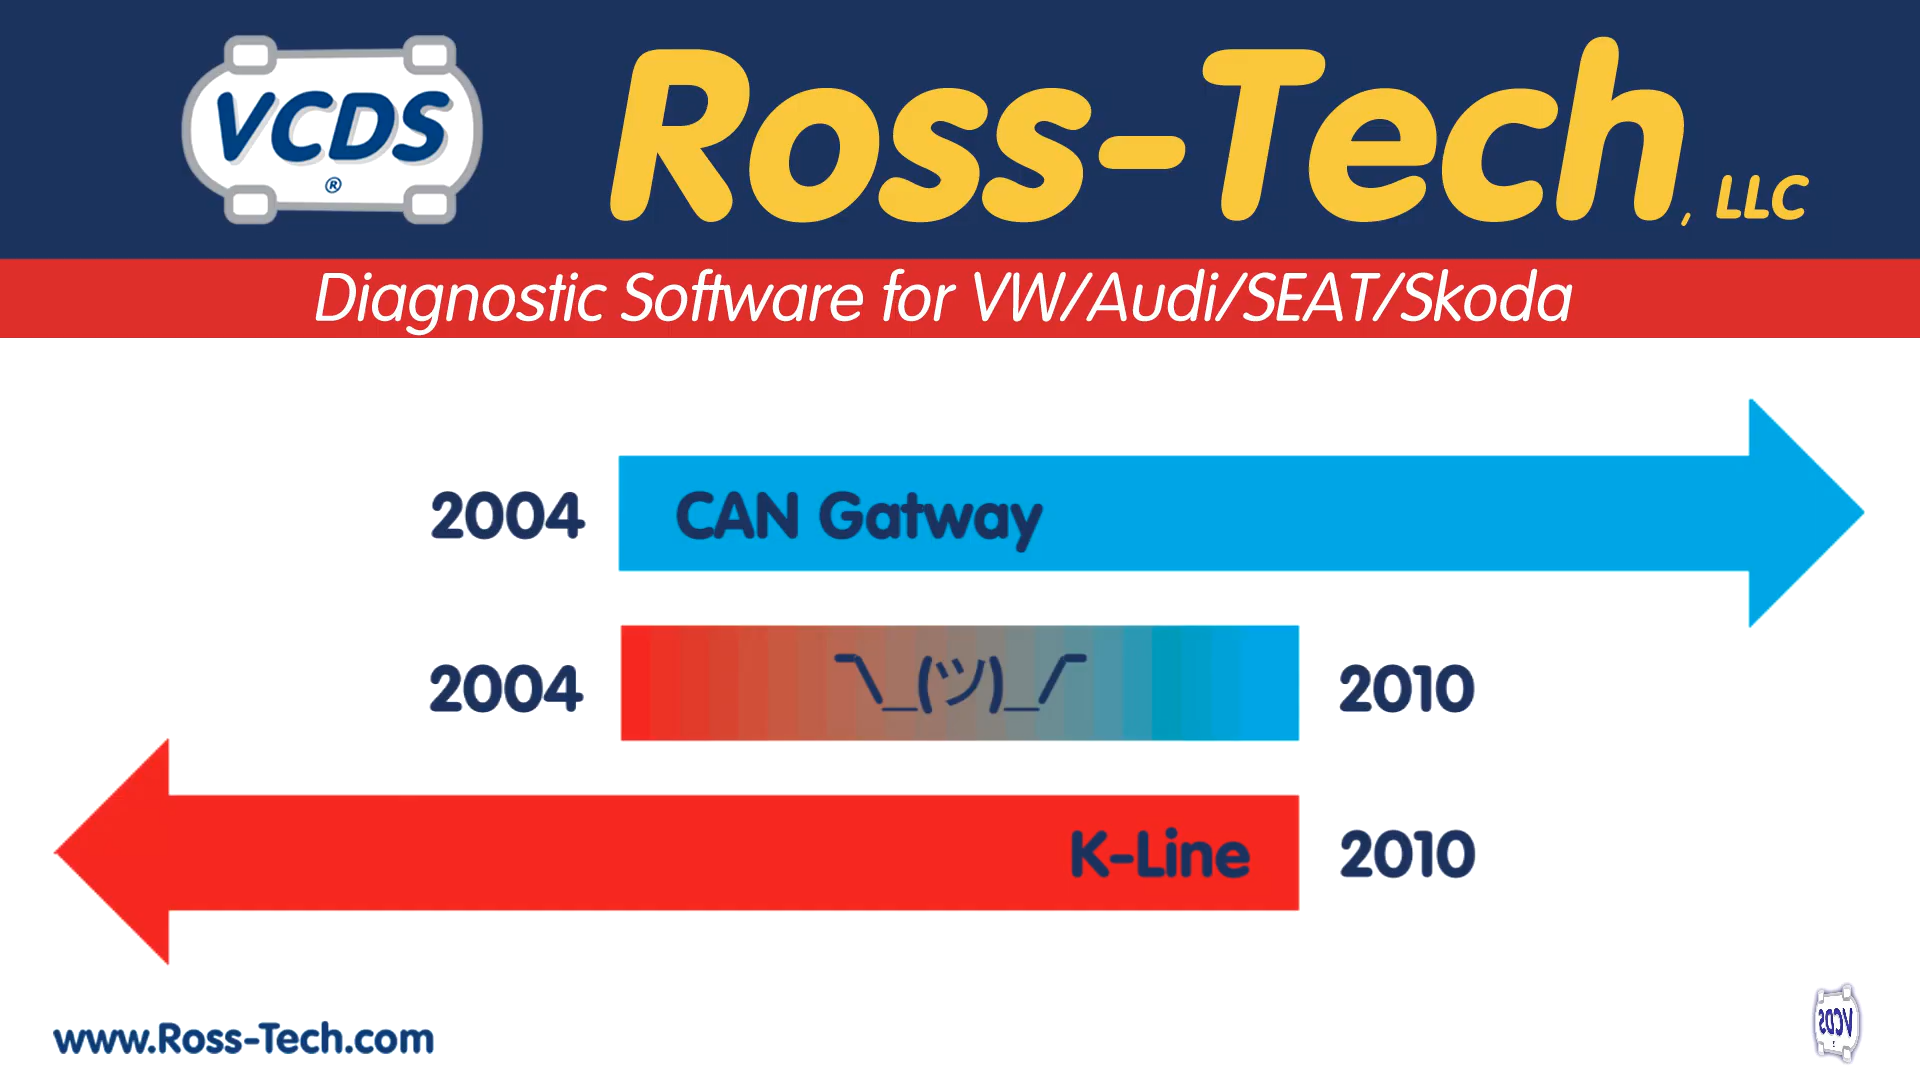 VCDS
®
Ross-Tech, LLC
Diagnostic Software for VW/Audi/SEAT/Skoda
2004 CAN Gatway
2004 ¯\_(ツ)_/¯ 2010
K-Line 2010
www.Ross-Tech.com
VCDS